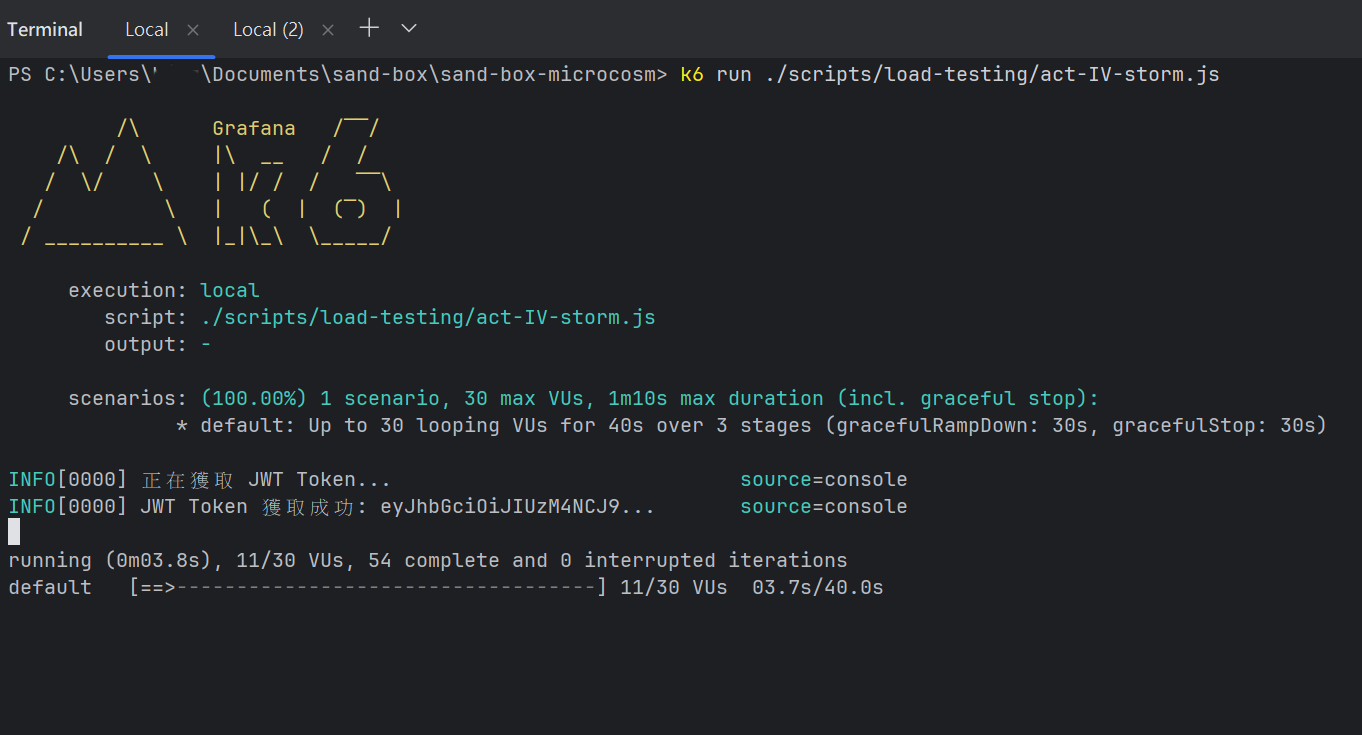 Terminal Local × Local (2) ×
PS C:\Users\ \Documents\sand-box\sand-box-microcosm> k6 run ./scripts/load-testing/act-IV-storm.js
Grafana
execution: local
script: ./scripts/load-testing/act-IV-storm.js
output: -
scenarios: (100.00%) 1 scenario, 30 max VUs, 1m10s max duration (incl. graceful stop):
* default: Up to 30 looping VUs for 40s over 3 stages (gracefulRampDown: 30s, gracefulStop: 30s)
INFO[0000] 正在獲取 JWT Token... source=console
INFO[0000] JWT Token 獲取成功: eyJhbGciOiJIUzM4NCJ9... source=console
running (0m03.8s), 11/30 VUs, 54 complete and 0 interrupted iterations
default [==>-----------------------------------] 11/30 VUs 03.7s/40.0s